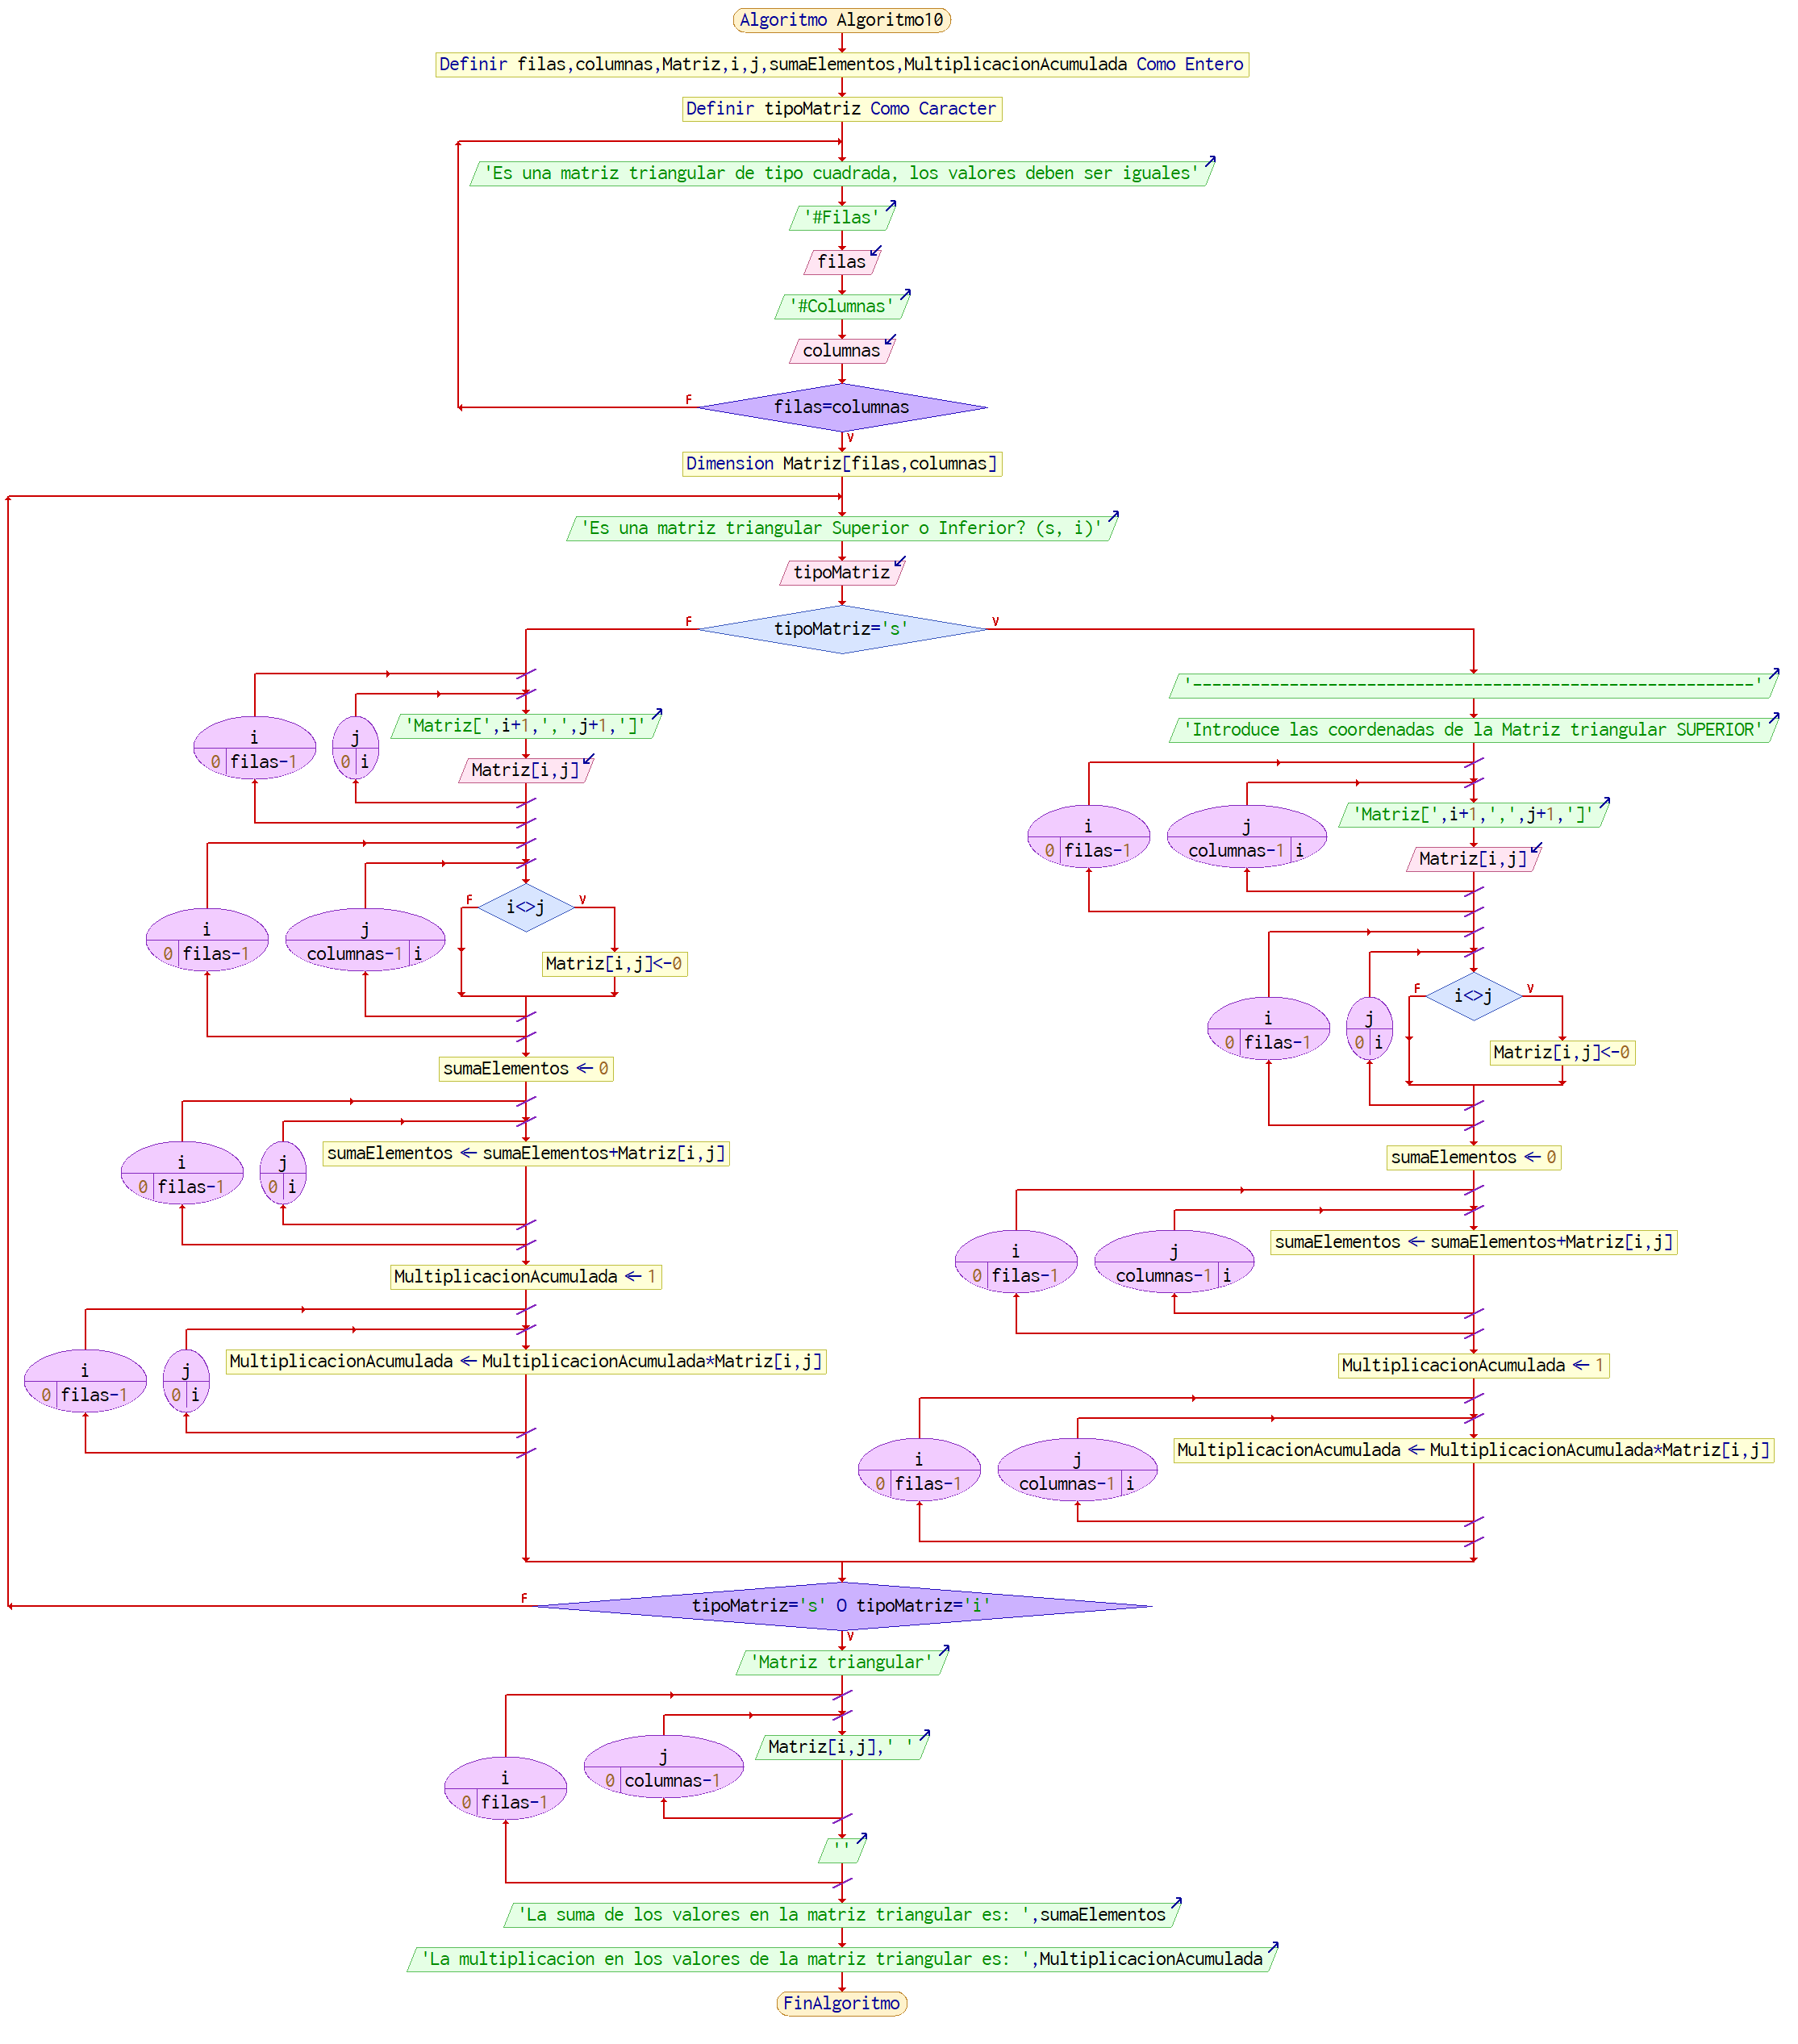 Algoritmo Algoritmo10
Definir filas,columnas,Matriz,i,j,sumaElementos,MultiplicacionAcumulada Como Entero
Definir tipoMatriz Como Caracter
'Es una matriz triangular de tipo cuadrada, los valores deben ser iguales'
'#Filas'
filas
'#Columnas'
columnas
F
filas=columnas
V
Dimension Matriz[filas,columnas]
'Es una matriz triangular Superior o Inferior? (s, i)'
tipoMatriz
F
tipoMatriz='s'
V
i
0 filas-1
j
0 i
'Matriz[',i+1,',',j+1,']'
Matriz[i,j]
i
0 filas-1
j
columnas-1 i
F
i<>j
V
Matriz[i,j]<-0
sumaElementos ← 0
i
0 filas-1
j
0 i
sumaElementos ← sumaElementos+Matriz[i,j]
MultiplicacionAcumulada ← 1
i
0 filas-1
j
0 i
MultiplicacionAcumulada ← MultiplicacionAcumulada*Matriz[i,j]
'----------------------------------------------------------'
'Introduce las coordenadas de la Matriz triangular SUPERIOR'
i
0 filas-1
j
columnas-1 i
'Matriz[',i+1,',',j+1,']'
Matriz[i,j]
i
0 filas-1
j
0 i
F
i<>j
V
Matriz[i,j]<-0
sumaElementos ← 0
i
0 filas-1
j
columnas-1 i
sumaElementos ← sumaElementos+Matriz[i,j]
MultiplicacionAcumulada ← 1
i
0 filas-1
j
columnas-1 i
MultiplicacionAcumulada ← MultiplicacionAcumulada*Matriz[i,j]
F
tipoMatriz='s' O tipoMatriz='i'
V
'Matriz triangular'
i
0 filas-1
j
0 columnas-1
Matriz[i,j],' '
''
'La suma de los valores en la matriz triangular es: ',sumaElementos
'La multiplicacion en los valores de la matriz triangular es: ',MultiplicacionAcumulada
FinAlgoritmo